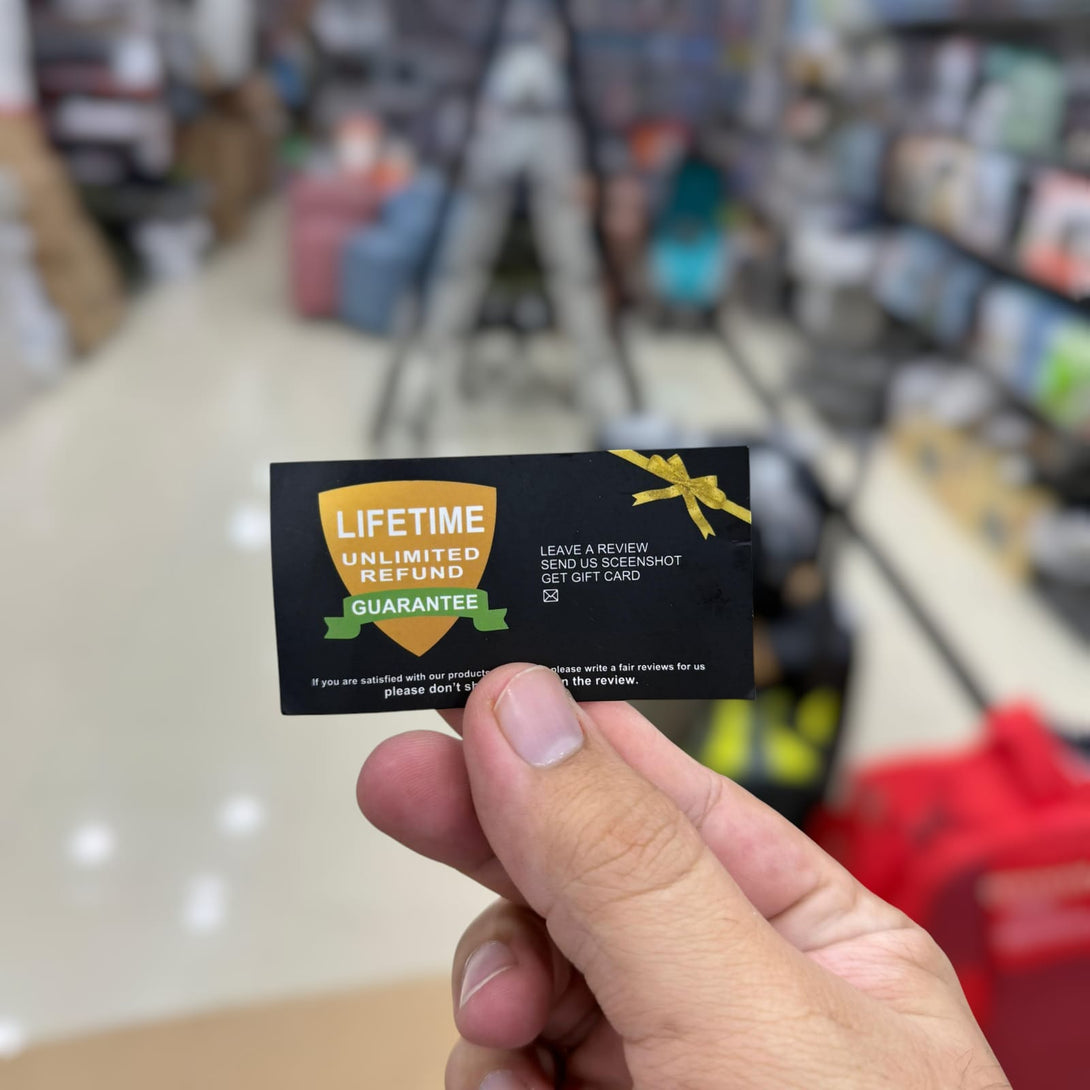 LIFETIME
UNLIMITED
REFUND
GUARANTEE
LEAVE A REVIEW
SEND US SCEENSHOT
GET GIFT CARD
If you are satisfied with our products please write a fair reviews for us
please don't the review.